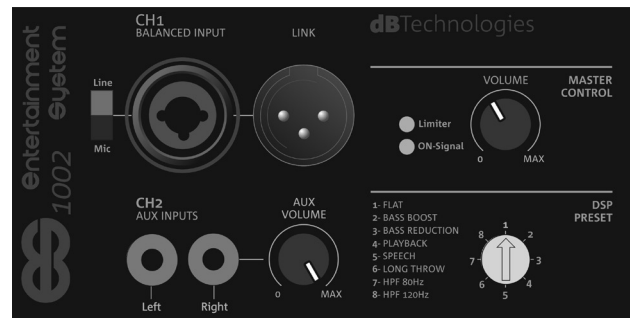 entertainment
system
1002
CH1
BALANCED INPUT
LINK
Line
Mic
CH2
AUX INPUTS
Left
Right
AUX
VOLUME
0
MAX
dBTechnologies
VOLUME
MASTER
CONTROL
Limiter
ON-Signal
0
MAX
DSP
PRESET
1- FLAT
2- BASS BOOST
3- BASS REDUCTION
4- PLAYBACK
5- SPEECH
6- LONG THROW
7- HPF 80Hz
8- HPF 120Hz
1
2
3
4
5
6
7
8